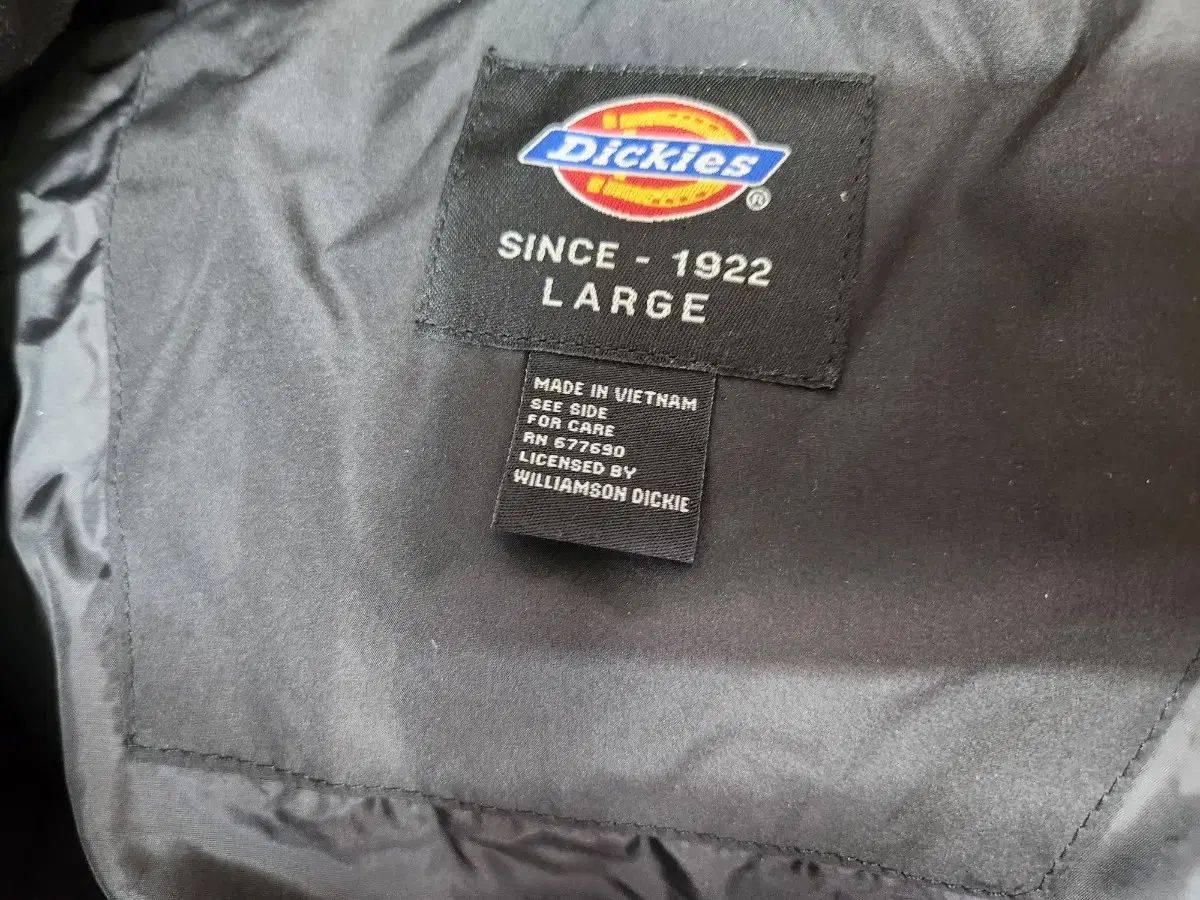 Dickies®
SINCE - 1922
LARGE
MADE IN VIETNAM
SEE SIDE
FOR CARE
RN 677690
LICENSED BY
WILLIAMSON DICKIE